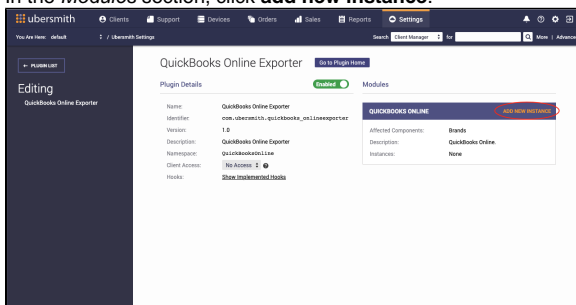 In the Modules section, click add new instance.
ubersmith Clients Support Devices Orders Sales Reports Settings
You Are Here: default / Ubersmith Settings Search Client Manager for More | Advance
← PLUGIN LIST
Editing
QuickBooks Online Exporter
QuickBooks Online Exporter Go to Plugin Home
Plugin Details Enabled Modules
Name: QuickBooks Online Exporter
Identifier: com.ubersmith.quickbooks_onlineexporter
Version: 1.0
Description: QuickBooks Online Exporter
Namespace: QuickBooksOnline
Client Access: No Access
Hooks: Show Implemented Hooks
QUICKBOOKS ONLINE ADD NEW INSTANCE
Affected Components: Brands
Description: QuickBooks Online.
Instances: None